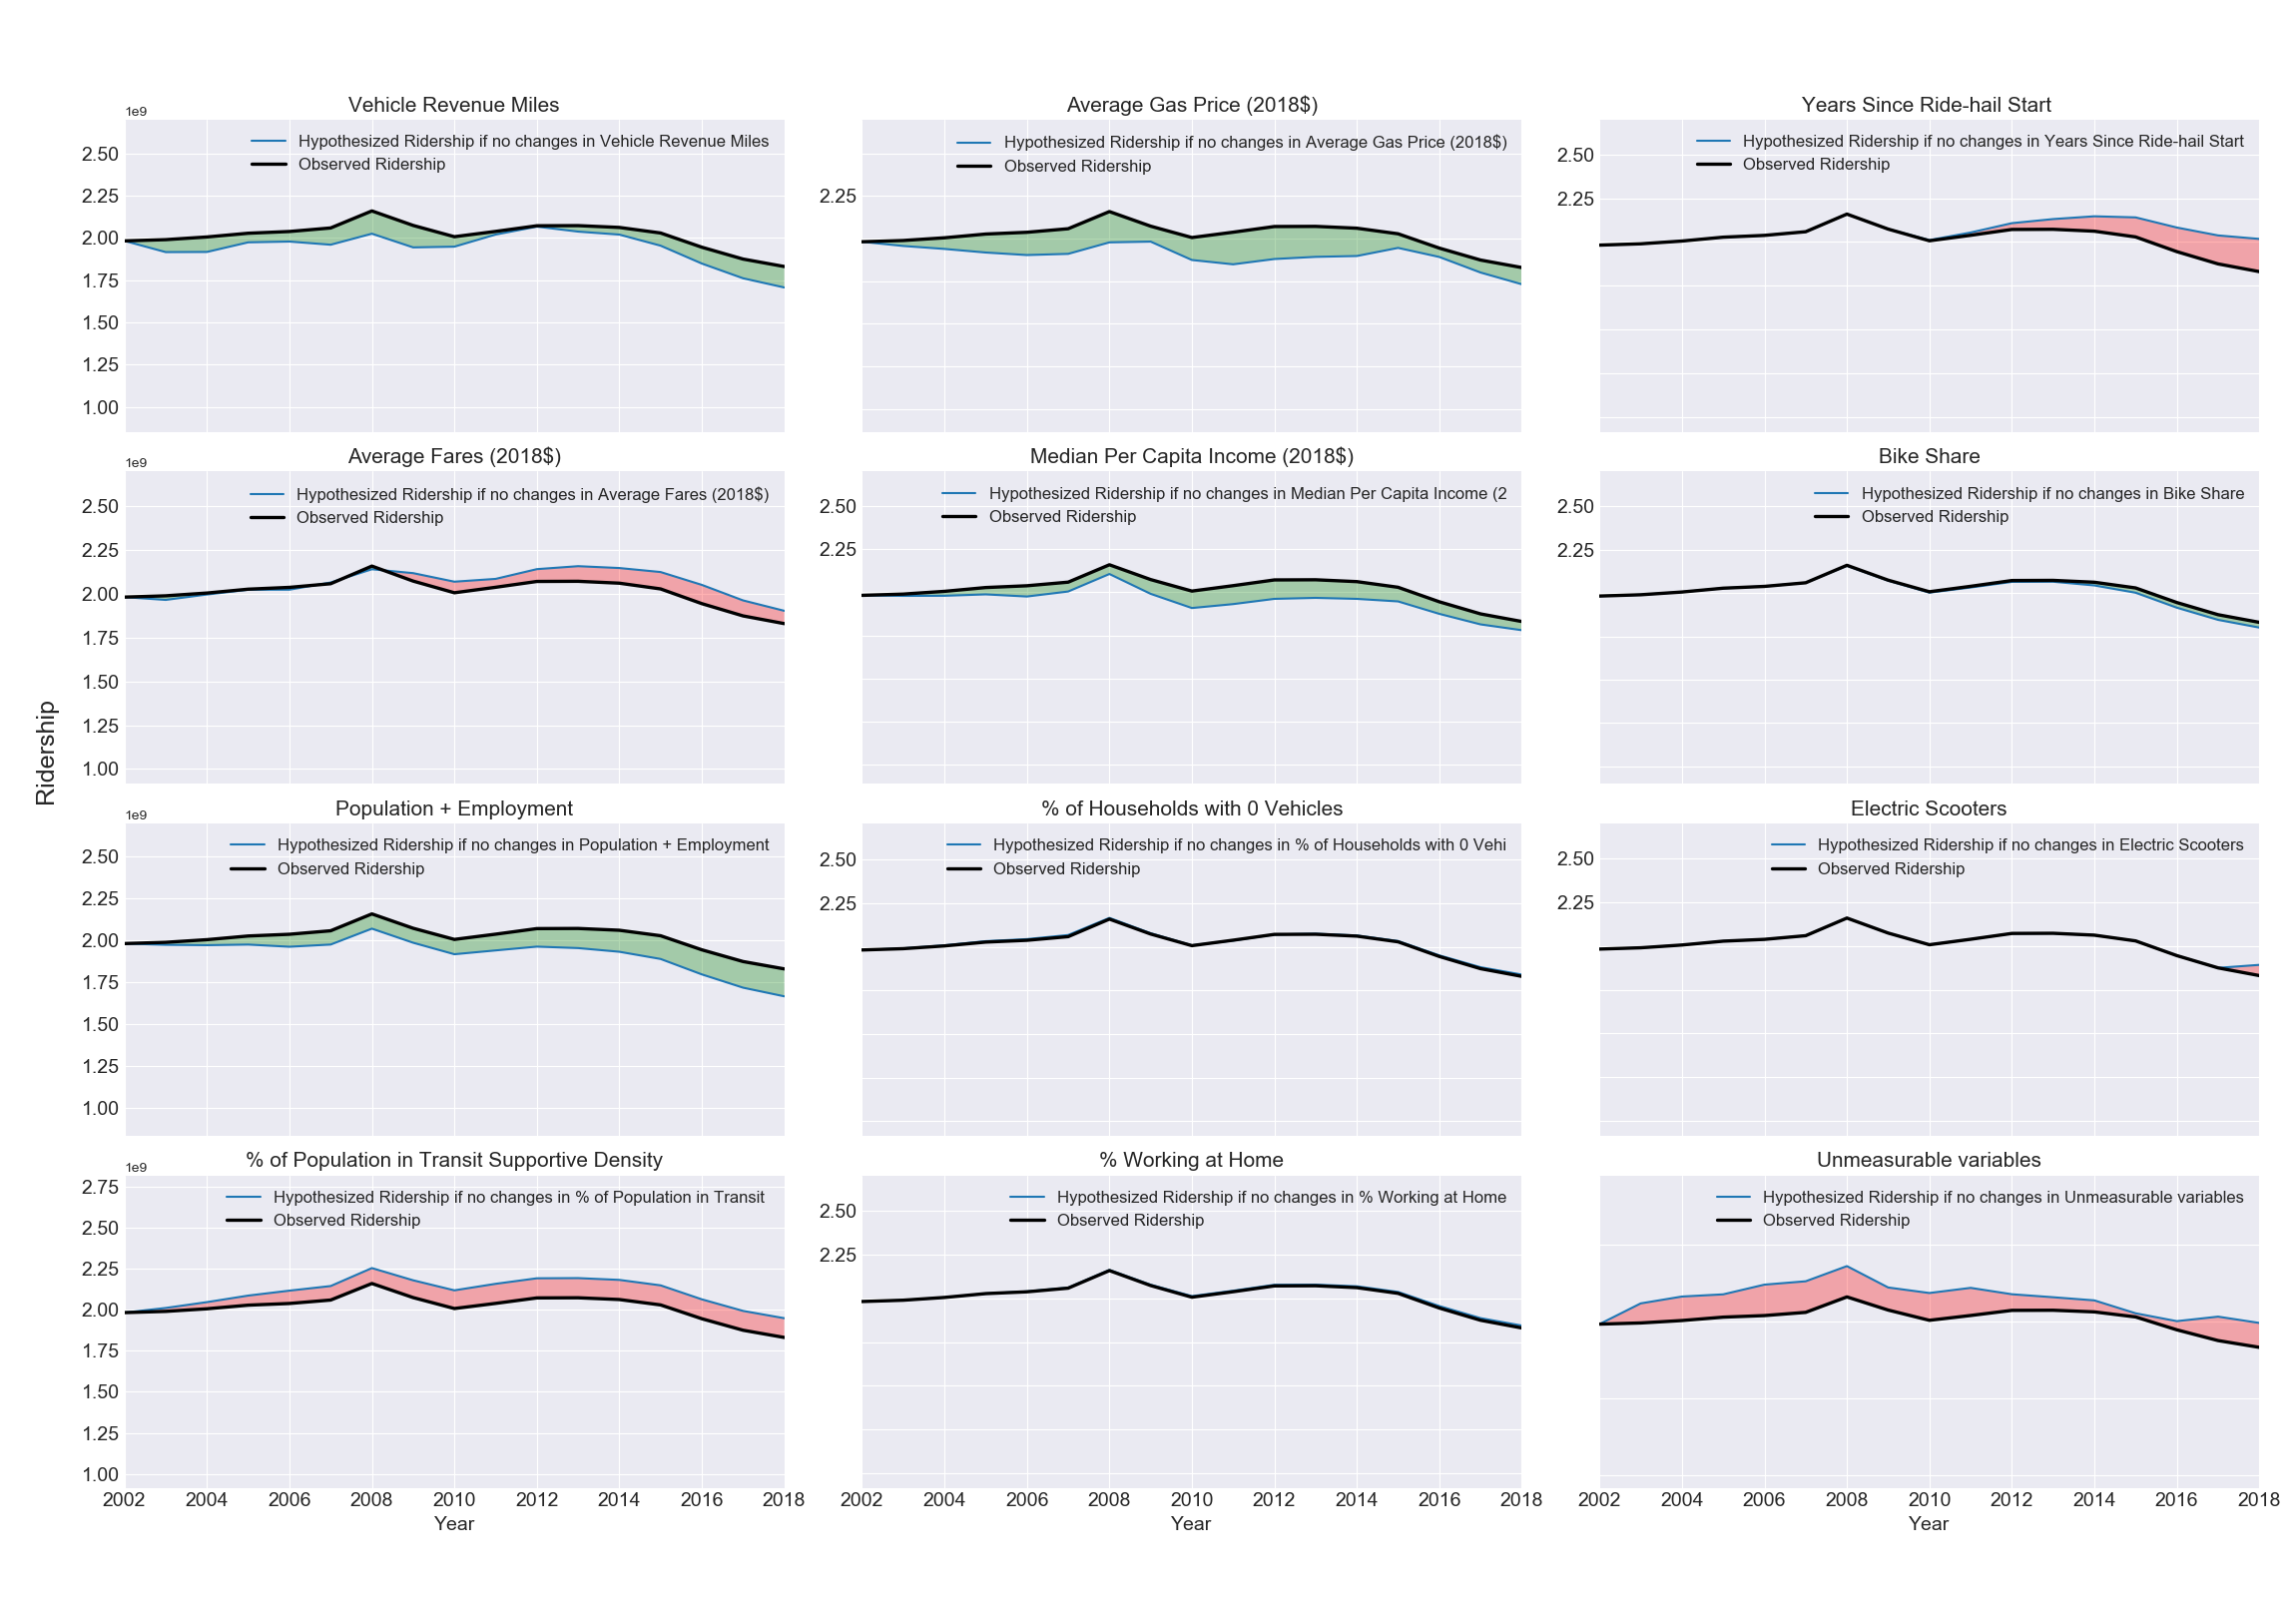 Vehicle Revenue Miles
1e9
Hypothesized Ridership if no changes in Vehicle Revenue Miles
Observed Ridership
2.50
2.25
2.00
1.75
1.50
1.25
1.00
Average Gas Price (2018$)
Hypothesized Ridership if no changes in Average Gas Price (2018$)
Observed Ridership
2.25
Years Since Ride-hail Start
Hypothesized Ridership if no changes in Years Since Ride-hail Start
Observed Ridership
2.50
2.25
Average Fares (2018$)
1e9
Hypothesized Ridership if no changes in Average Fares (2018$)
Observed Ridership
2.50
2.25
2.00
1.75
1.50
1.25
1.00
Median Per Capita Income (2018$)
Hypothesized Ridership if no changes in Median Per Capita Income (2
Observed Ridership
2.50
2.25
Bike Share
Hypothesized Ridership if no changes in Bike Share
Observed Ridership
2.50
2.25
Ridership
Population + Employment
1e9
Hypothesized Ridership if no changes in Population + Employment
Observed Ridership
2.50
2.25
2.00
1.75
1.50
1.25
1.00
% of Households with 0 Vehicles
Hypothesized Ridership if no changes in % of Households with 0 Vehi
Observed Ridership
2.50
2.25
Electric Scooters
Hypothesized Ridership if no changes in Electric Scooters
Observed Ridership
2.50
2.25
% of Population in Transit Supportive Density
1e9
Hypothesized Ridership if no changes in % of Population in Transit
Observed Ridership
2.75
2.50
2.25
2.00
1.75
1.50
1.25
1.00
2002 2004 2006 2008 2010 2012 2014 2016 2018
Year
% Working at Home
Hypothesized Ridership if no changes in % Working at Home
Observed Ridership
2.50
2.25
2002 2004 2006 2008 2010 2012 2014 2016 2018
Year
Unmeasurable variables
Hypothesized Ridership if no changes in Unmeasurable variables
Observed Ridership
2002 2004 2006 2008 2010 2012 2014 2016 2018
Year